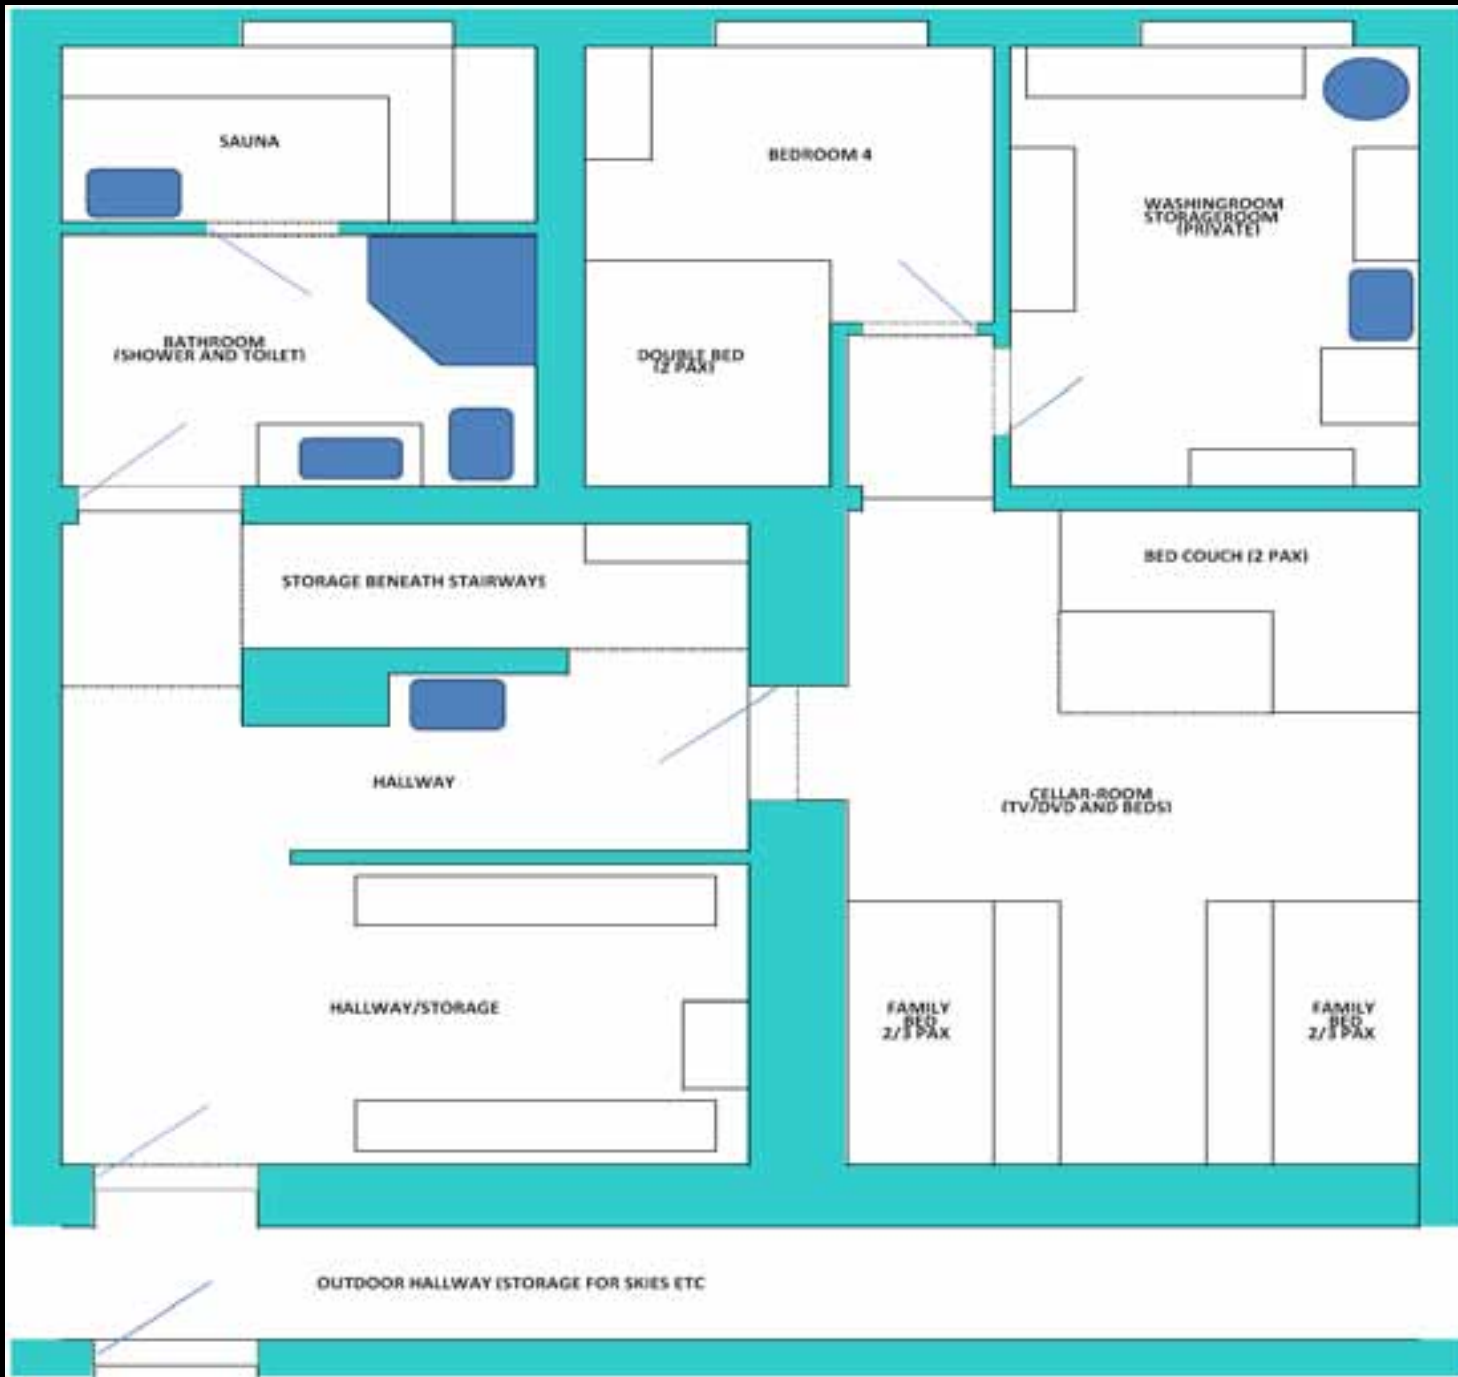 SAUNA
BEDROOM 4
WASHINGROOM
STORAGEROOM
(PRIVATE)
BATHROOM
(SHOWER AND TOILET)
DOUBLE BED
(2 PAX)
STORAGE BENEATH STAIRWAYS
BED COUCH (2 PAX)
HALLWAY
CELLAR-ROOM
(TV/DVD AND BEDS)
HALLWAY/STORAGE
FAMILY
BED
2/3 PAX
FAMILY
BED
2/3 PAX
OUTDOOR HALLWAY (STORAGE FOR SKIES ETC